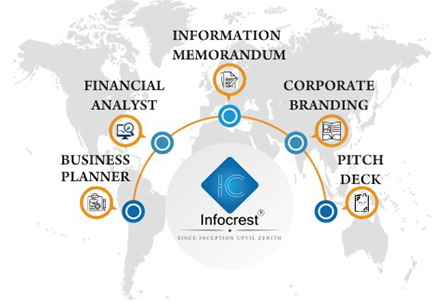 INFORMATION
MEMORANDUM
FINANCIAL
ANALYST
CORPORATE
BRANDING
BUSINESS
PLANNER
PITCH
DECK
IC
Infocrest®
SINCE INCEPTION UPTIL ZENITH